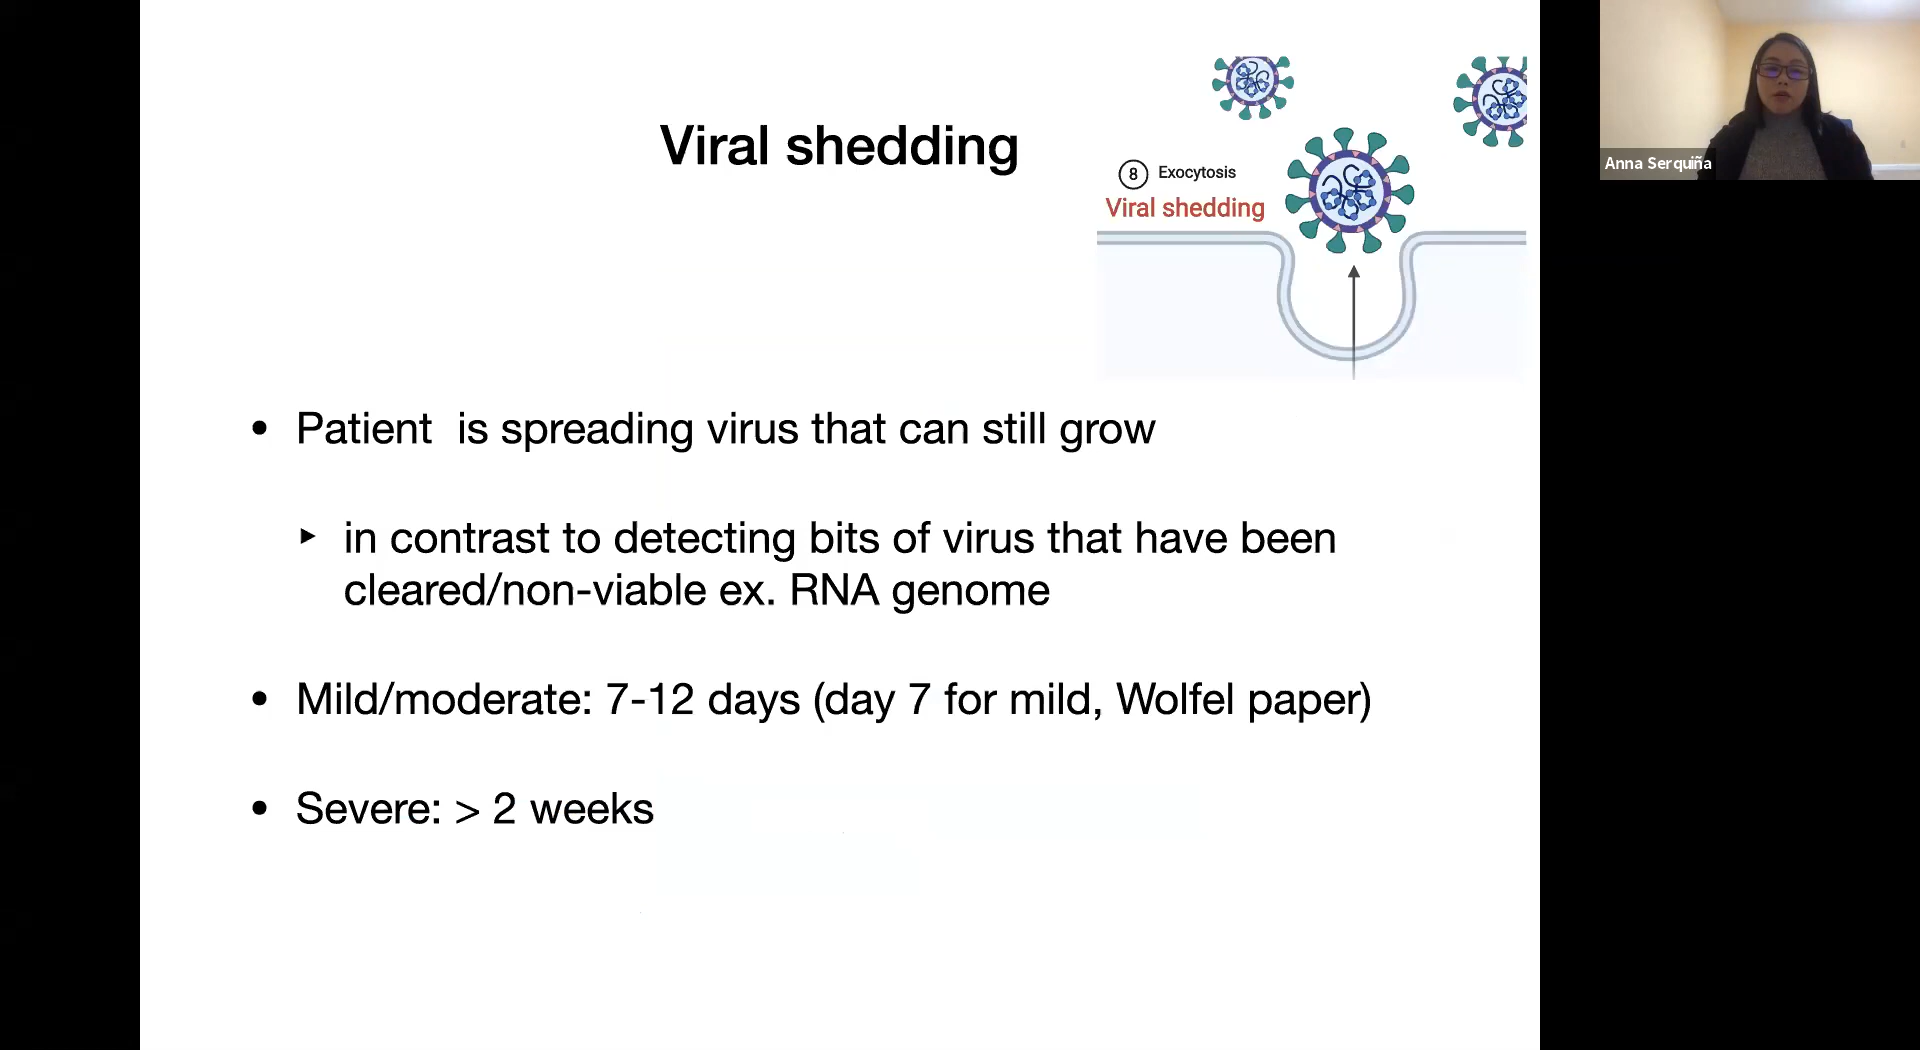 Viral shedding
8 Exocytosis
Viral shedding
• Patient  is spreading virus that can still grow
‣ in contrast to detecting bits of virus that have been
cleared/non-viable ex. RNA genome
• Mild/moderate: 7-12 days (day 7 for mild, Wolfel paper)
• Severe: > 2 weeks
Anna Serquiña